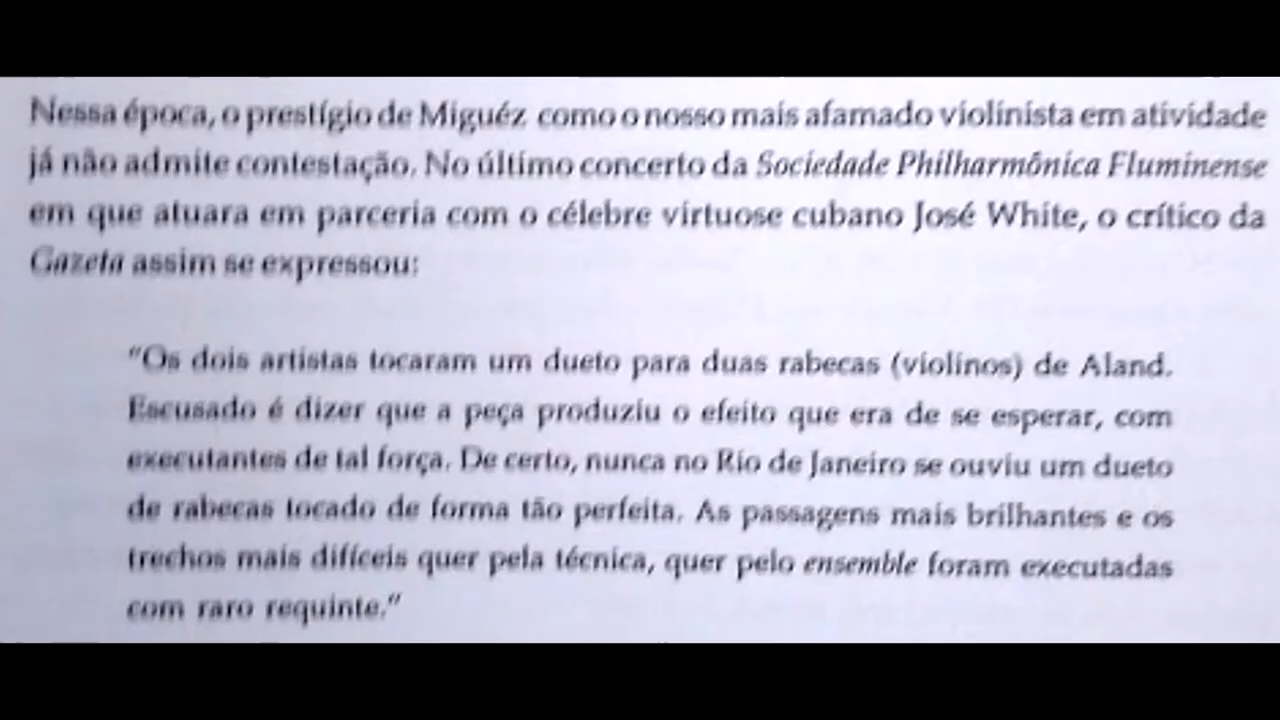 Nessa época, o prestígio de Miguéz como o nosso mais afamado violinista em atividade
já não admite contestação. No último concerto da Sociedade Philharmônica Fluminense
em que atuara em parceria com o célebre virtuose cubano José White, o crítico da
Gazeta assim se expressou:
"Os dois artistas tocaram um dueto para duas rabecas (violinos) de Aland.
Escusado é dizer que a peça produziu o efeito que era de se esperar, com
executantes de tal força. De certo, nunca no Rio de Janeiro se ouviu um dueto
de rabecas tocado de forma tão perfeita. As passagens mais brilhantes e os
trechos mais difíceis quer pela técnica, quer pelo ensemble foram executadas
com raro requinte."